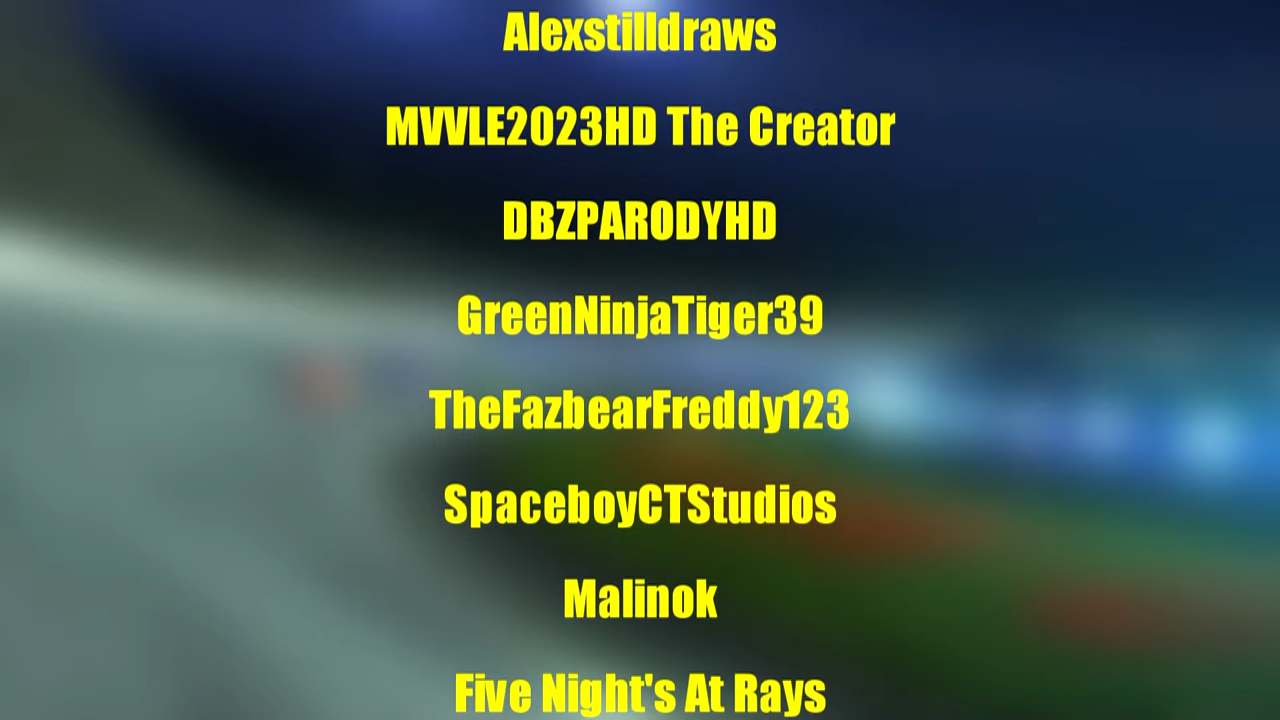 Alexstilldraws
MVVLE2023HD The Creator
DBZPARODYHD
GreenNinjaTiger39
TheFazbearFreddy123
SpaceboyCTStudios
Malinok
Five Night's At Rays